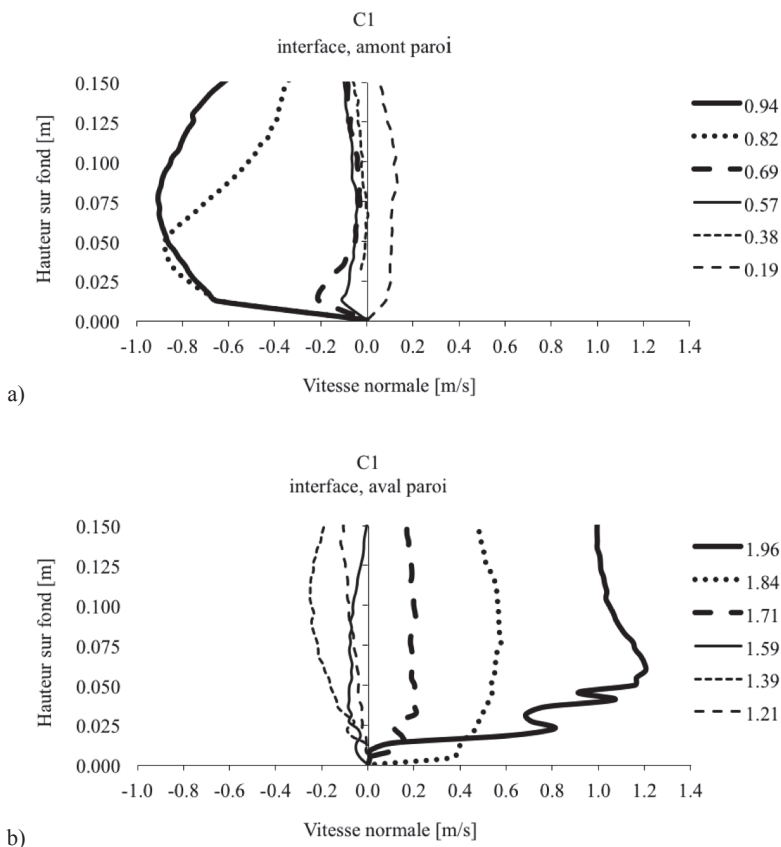 C1
interface, amont paroi
0.150
0.125
0.100
0.075
0.050
0.025
0.000
Hauteur sur fond [m]
-1.0 -0.8 -0.6 -0.4 -0.2 0.0 0.2 0.4 0.6 0.8 1.0 1.2 1.4
Vitesse normale [m/s]
0.94
0.82
0.69
0.57
0.38
0.19
a)
C1
interface, aval paroi
0.150
0.125
0.100
0.075
0.050
0.025
0.000
Hauteur sur fond [m]
-1.0 -0.8 -0.6 -0.4 -0.2 0.0 0.2 0.4 0.6 0.8 1.0 1.2 1.4
Vitesse normale [m/s]
1.96
1.84
1.71
1.59
1.39
1.21
b)